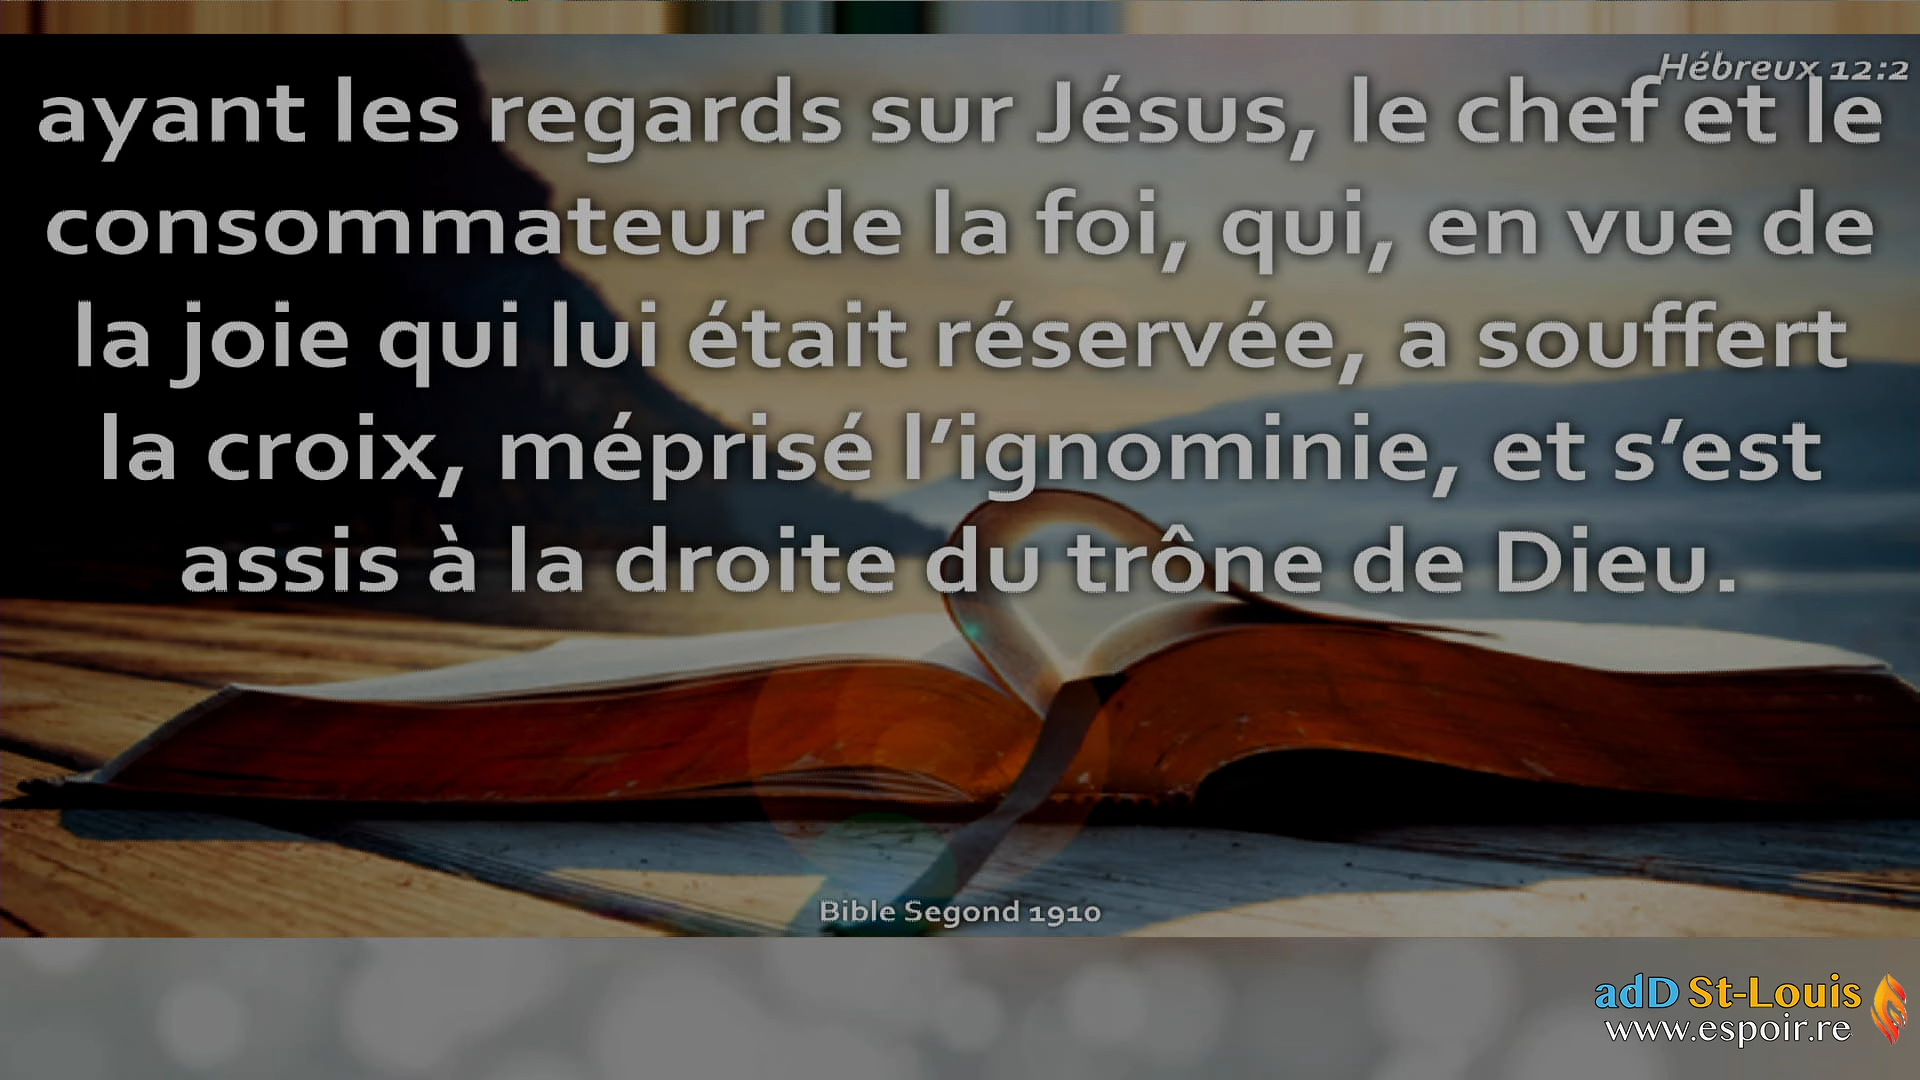 Hébreux 12:2
ayant les regards sur Jésus, le chef et le
consommateur de la foi, qui, en vue de
la joie qui lui était réservée, a souffert
la croix, méprisé l’ignominie, et s’est
assis à la droite du trône de Dieu.
Bible Segond 1910
adD St-Louis
www.espoir.re